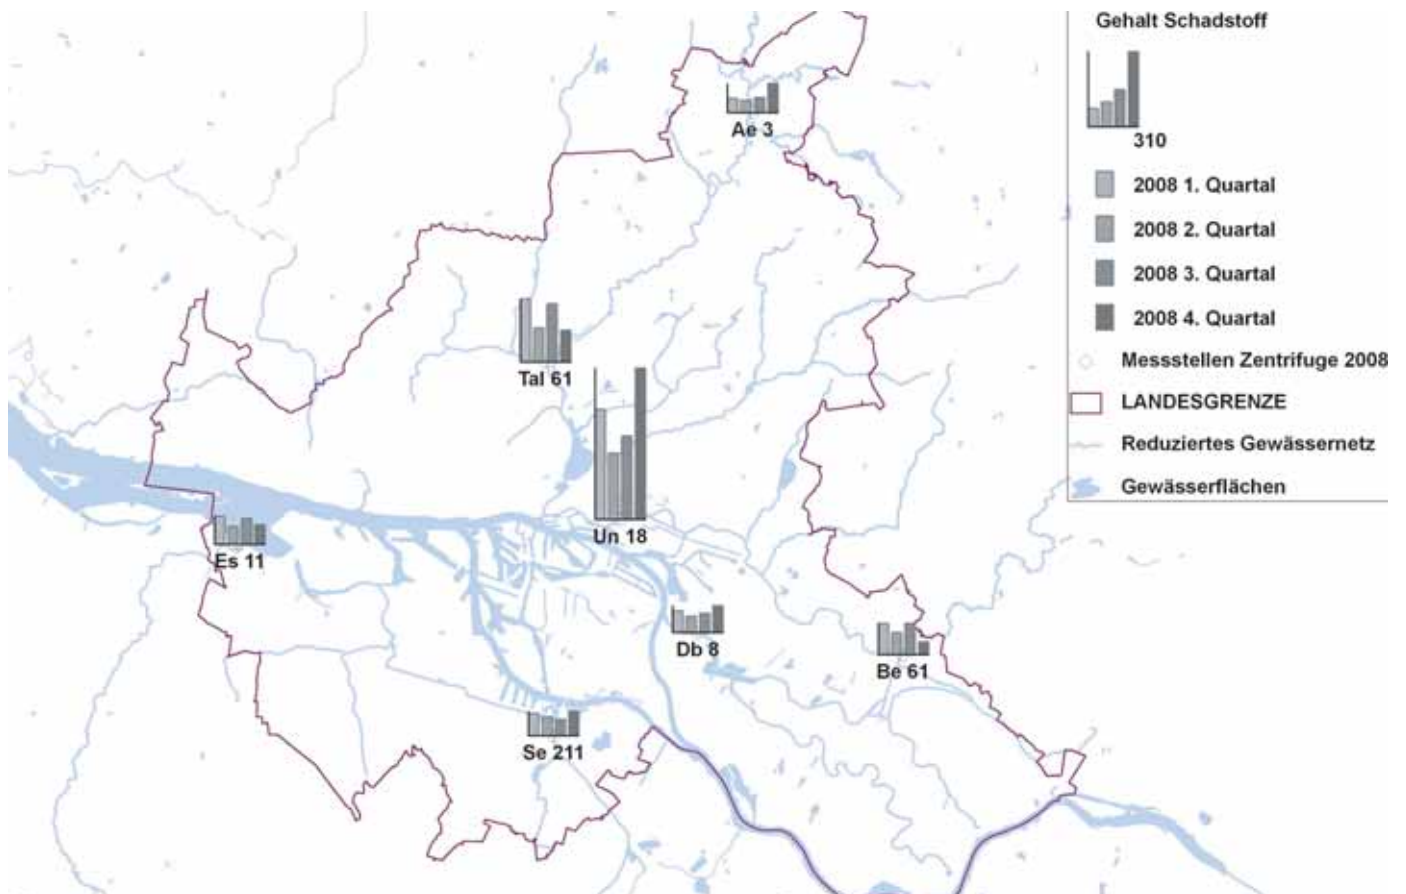 Gehalt Schadstoff
310
2008 1. Quartal
2008 2. Quartal
2008 3. Quartal
2008 4. Quartal
Messstellen Zentrifuge 2008
LANDESGRENZE
Reduziertes Gewässernetz
Gewässerflächen
Ae 3
Tal 61
Un 18
Es 11
Db 8
Be 61
Se 211